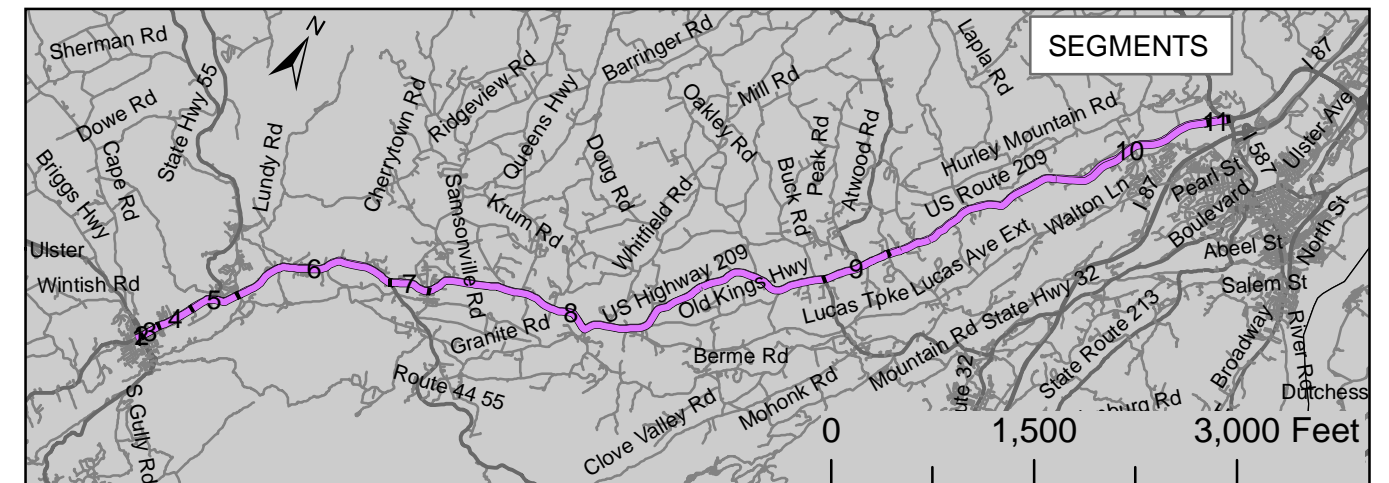 Sherman Rd
N
Barringer Rd
Lapla Rd
SEGMENTS
I 87
State Hwy 55
Dowe Rd
Ridgeview Rd
Mill Rd
Oakley Rd
Cherrytown Rd
Queens Hwy
Hurley Mountain Rd
Ulster Ave
Lundy Rd
Cape Rd
Briggs Hwy
Doug Rd
Peak Rd
Atwood Rd
11
I 587
10
US Route 209
Samsonville Rd
Krum Rd
Whitfield Rd
Buck Rd
Walton Ln
I 87
Pearl St
Boulevard
North St
Ulster
Wintish Rd
6
7
5
4
3
8
9
US Highway 209
Old Kings Hwy
Lucas Ave Ext
Lucas Tpke
Abeel St
Salem St
State Hwy 32
Granite Rd
Berme Rd
Mountain Rd
State Route 213
Broadway
River Rd
Route 44 55
S Gully Rd
Clove Valley Rd
Mohonk Rd
Dutchess
0 1,500 3,000 Feet